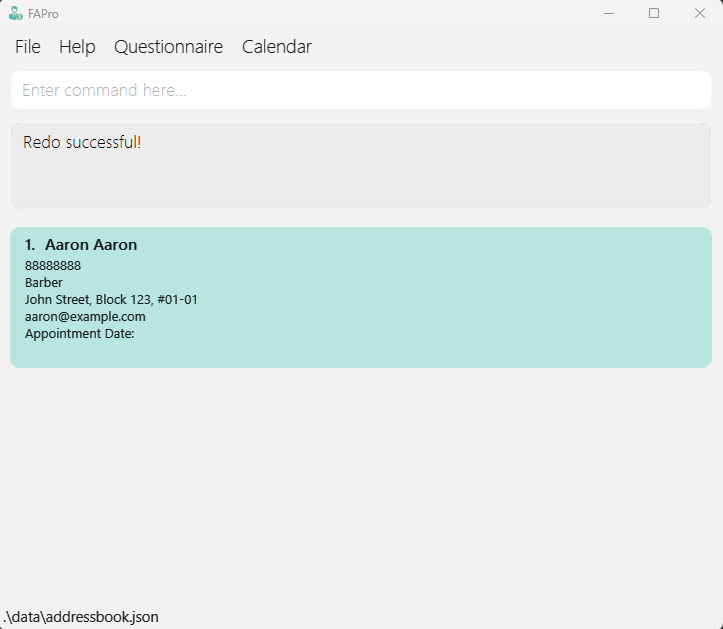 FAPro
File Help Questionnaire Calendar
Enter command here...
Redo successful!
1. Aaron Aaron
88888888
Barber
John Street, Block 123, #01-01
aaron@example.com
Appointment Date:
.\data\addressbook.json